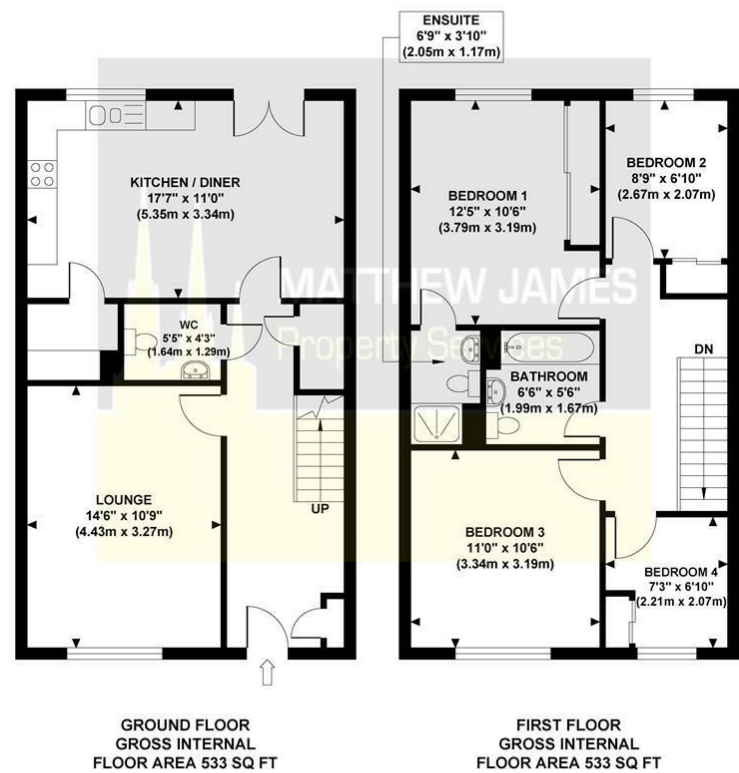 ENSUITE
6'9" x 3'10"
(2.05m x 1.17m)
KITCHEN / DINER
17'7" x 11'0"
(5.35m x 3.34m)
BEDROOM 1
12'5" x 10'6"
(3.79m x 3.19m)
BEDROOM 2
8'9" x 6'10"
(2.67m x 2.07m)
MATTHEW JAMES
Property Services
WC
5'5" x 4'3"
(1.64m x 1.29m)
BATHROOM
6'6" x 5'6"
(1.99m x 1.67m)
DN
LOUNGE
14'6" x 10'9"
(4.43m x 3.27m)
UP
BEDROOM 3
11'0" x 10'6"
(3.34m x 3.19m)
BEDROOM 4
7'3" x 6'10"
(2.21m x 2.07m)
GROUND FLOOR
GROSS INTERNAL
FLOOR AREA 533 SQ FT
FIRST FLOOR
GROSS INTERNAL
FLOOR AREA 533 SQ FT